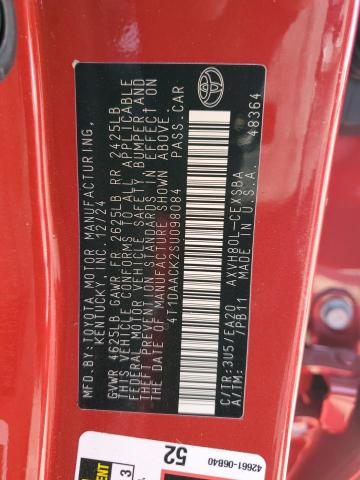 MFD. BY: TOYOTA MOTOR MANUFACTURING,
KENTUCKY, INC. 12/24
GVWR 4625LB GAWR FR 2625LB RR 2425LB
THIS VEHICLE CONFORMS TO ALL APPLICABLE
FEDERAL MOTOR VEHICLE SAFETY, BUMPER AND
THEFT PREVENTION STANDARDS IN EFFECT ON
THE DATE OF MANUFACTURE SHOWN ABOVE.
4T1DAACK2SU098084 PASS.CAR
C/TR:3U5/EA20 AXVH80L-CEXSBA
A/TM: -/PB11 MADE IN U.S.A.
48364
52
42661-06B40
3